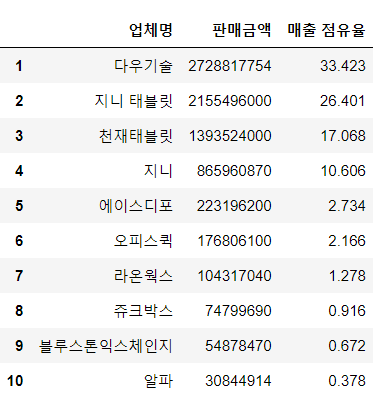 업체명 판매금액 매출 점유율
1 다우기술 2728817754 33.423
2 지니 태블릿 2155496000 26.401
3 천재태블릿 1393524000 17.068
4 지니 865960870 10.606
5 에이스디포 223196200 2.734
6 오피스퀵 176806100 2.166
7 라온웍스 104317040 1.278
8 쥬크박스 74799690 0.916
9 블루스톤익스체인지 54878470 0.672
10 알파 30844914 0.378